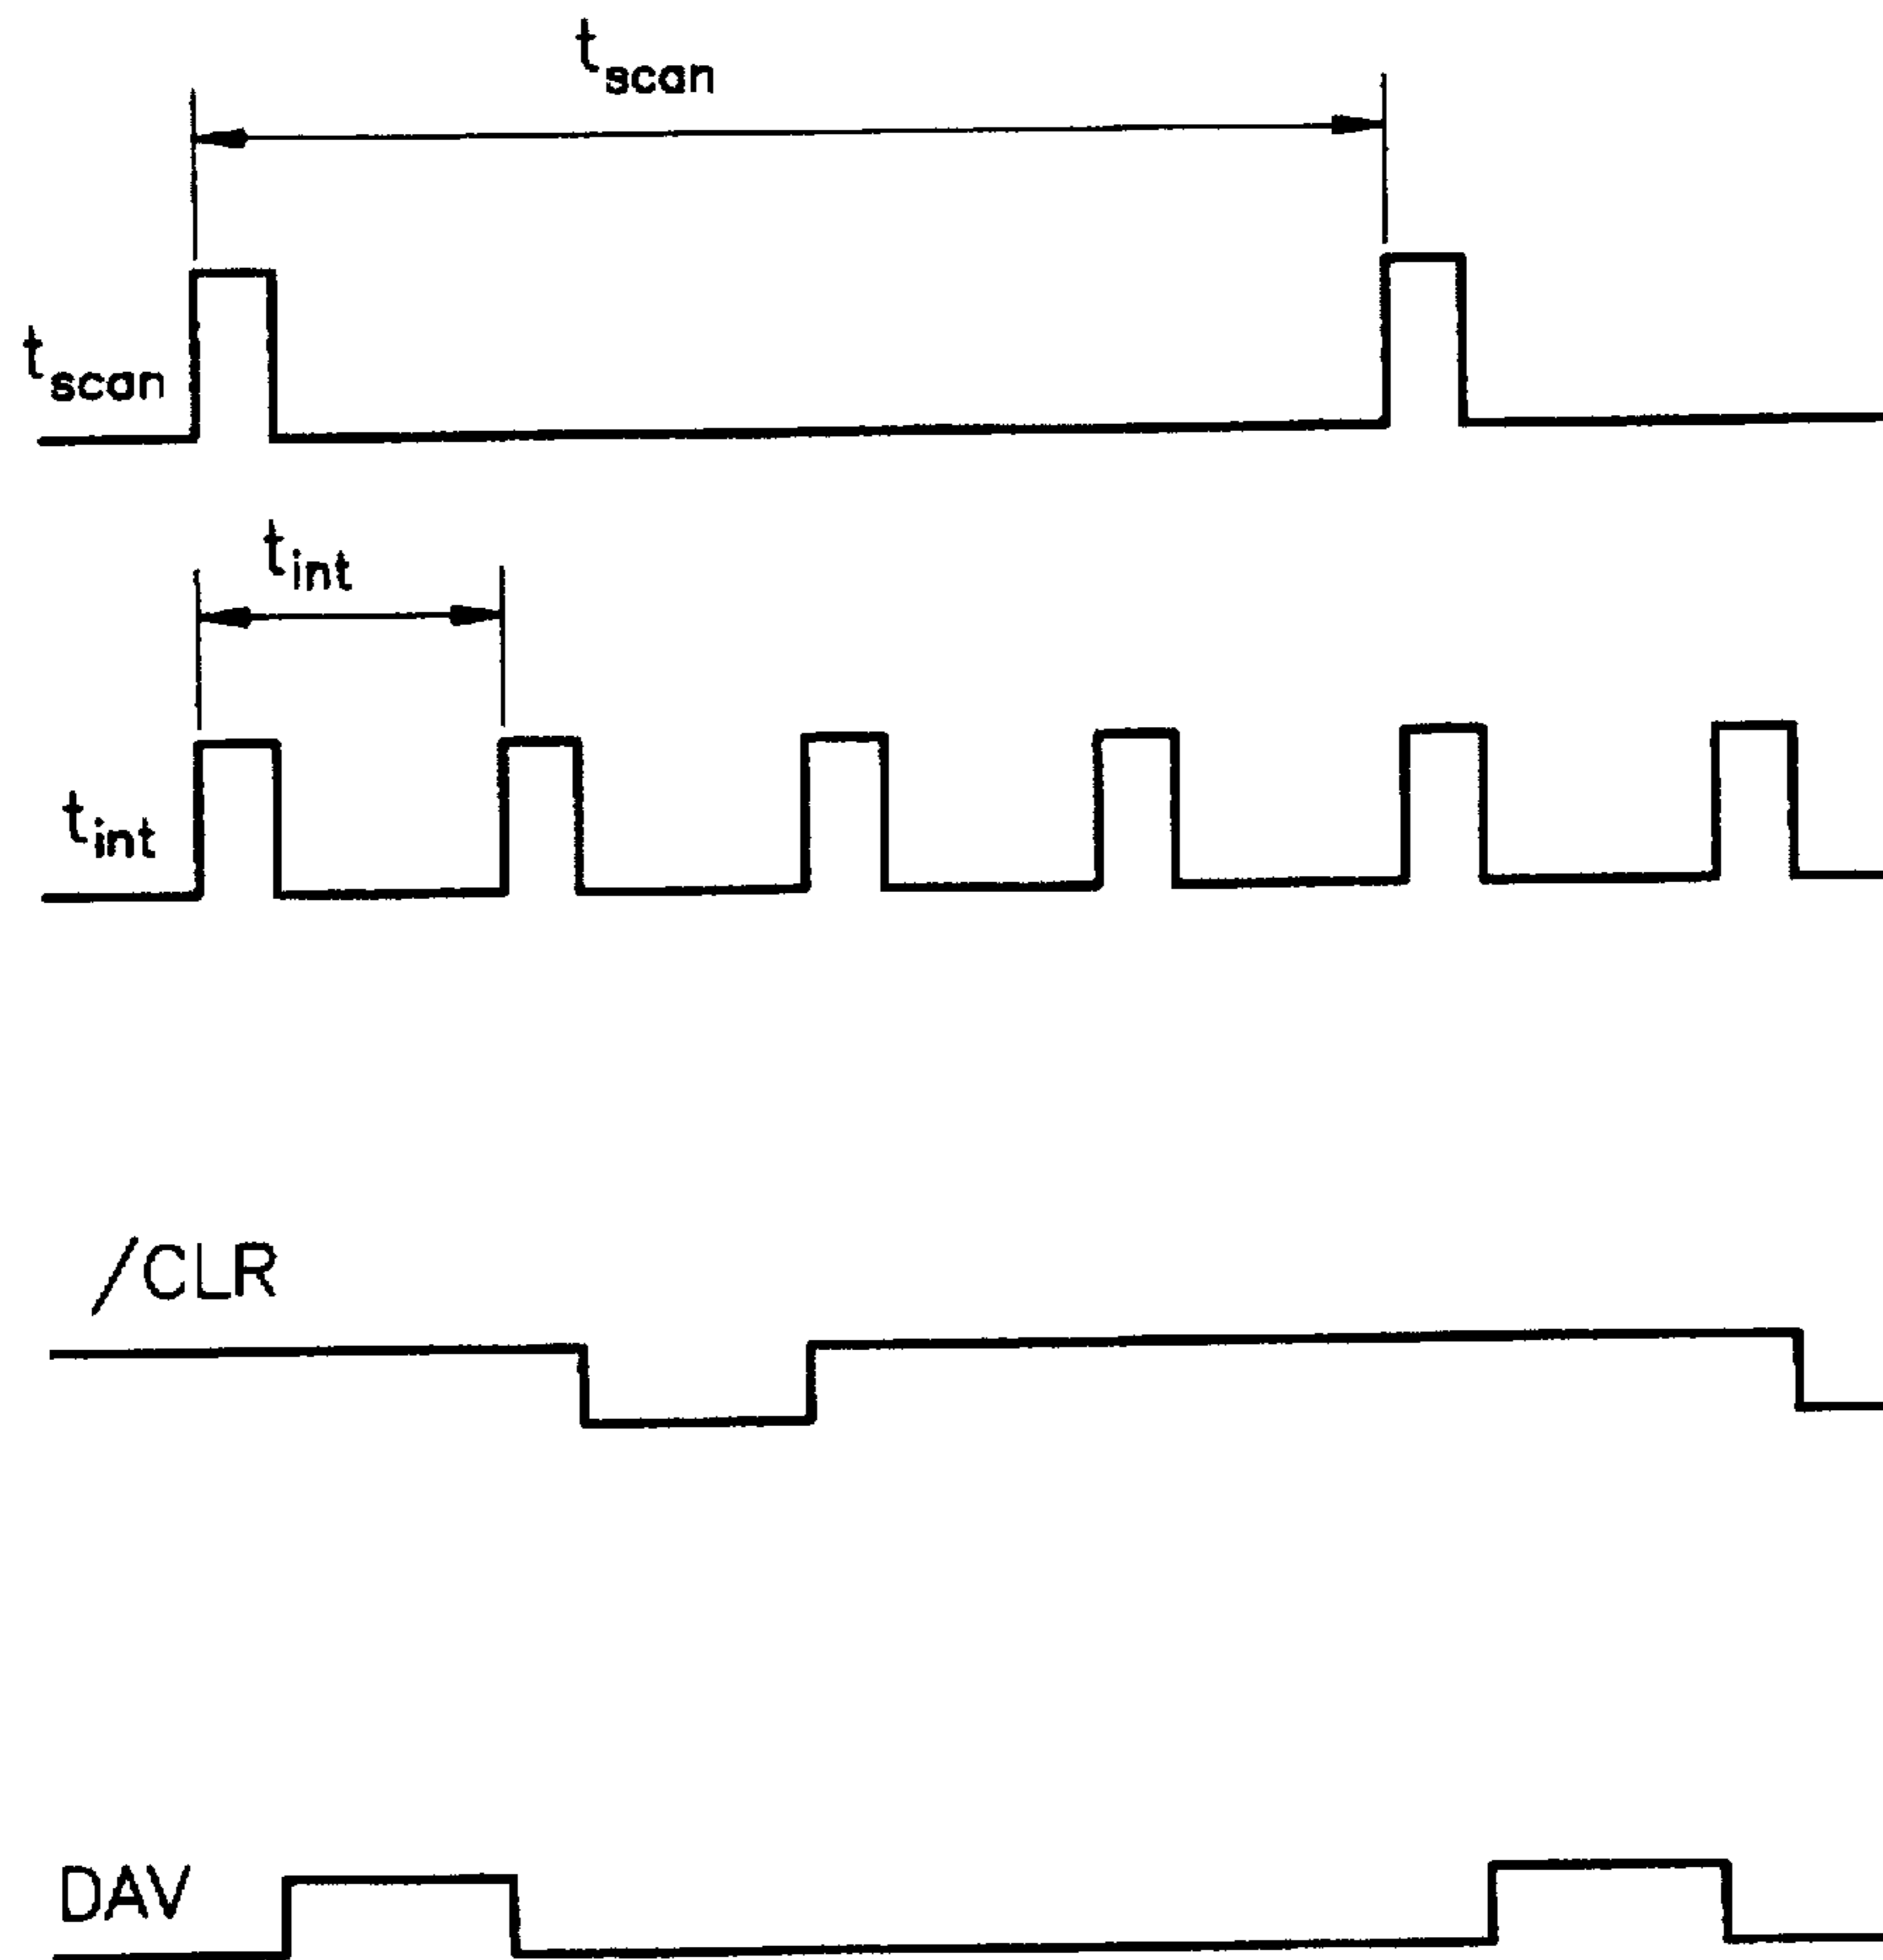 t_scan
t_scan
t_int
t_int
/CLR
DAV